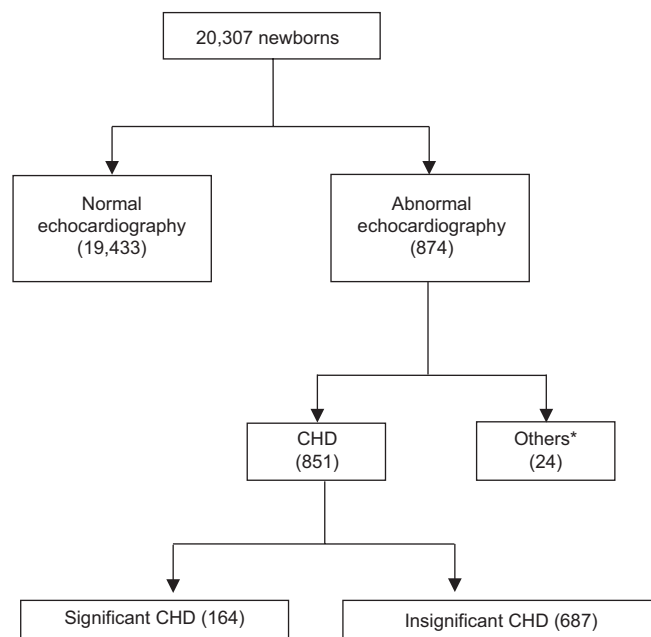 20,307 newborns
Normal
echocardiography
(19,433)
Abnormal
echocardiography
(874)
CHD
(851)
Others*
(24)
Significant CHD (164)
Insignificant CHD (687)